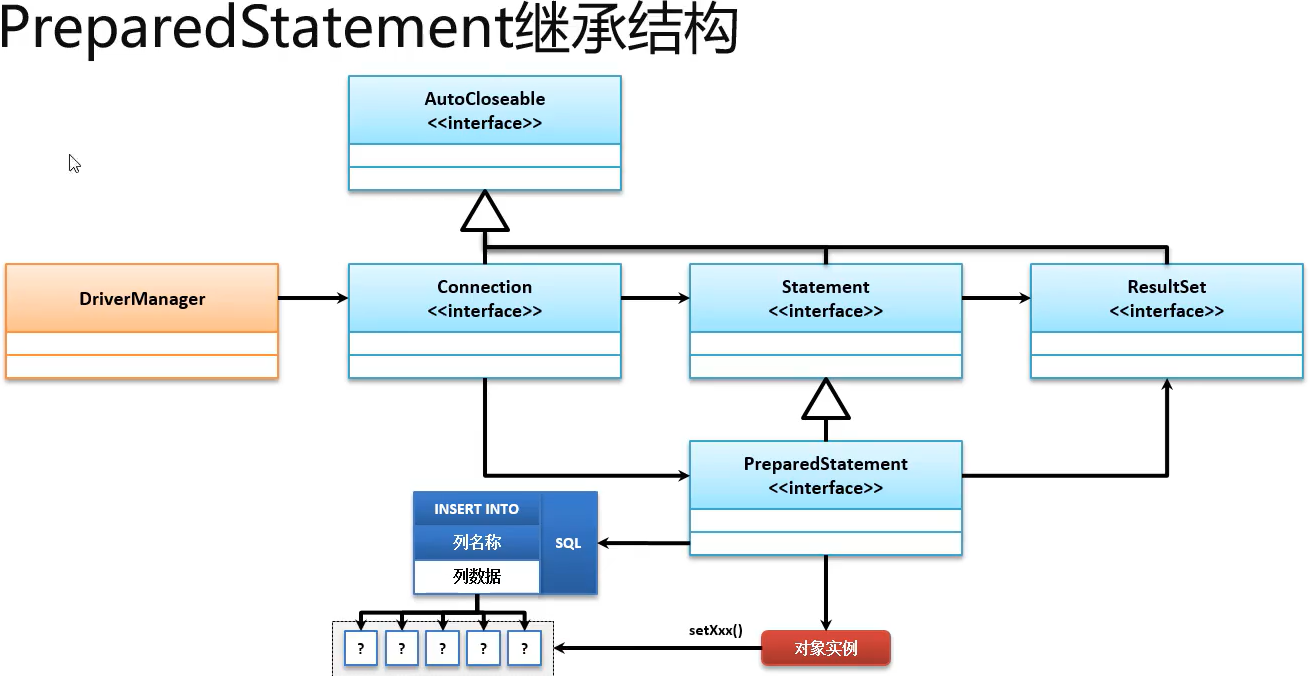 PreparedStatement继承结构
AutoCloseable
<<interface>>
DriverManager
Connection
<<interface>>
Statement
<<interface>>
ResultSet
<<interface>>
PreparedStatement
<<interface>>
INSERT INTO
列名称
列数据
SQL
setXxx()
对象实例
? ? ? ? ?